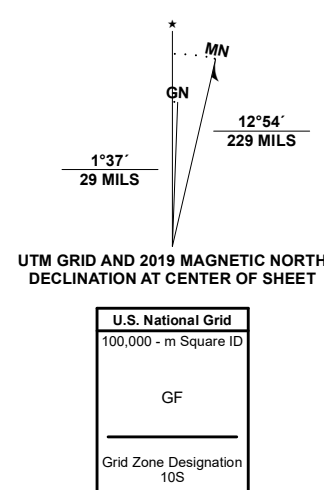 ★
MN
GN
12°54´
229 MILS
1°37´
29 MILS
UTM GRID AND 2019 MAGNETIC NORTH
DECLINATION AT CENTER OF SHEET
U.S. National Grid
100,000 - m Square ID
GF
Grid Zone Designation
10S